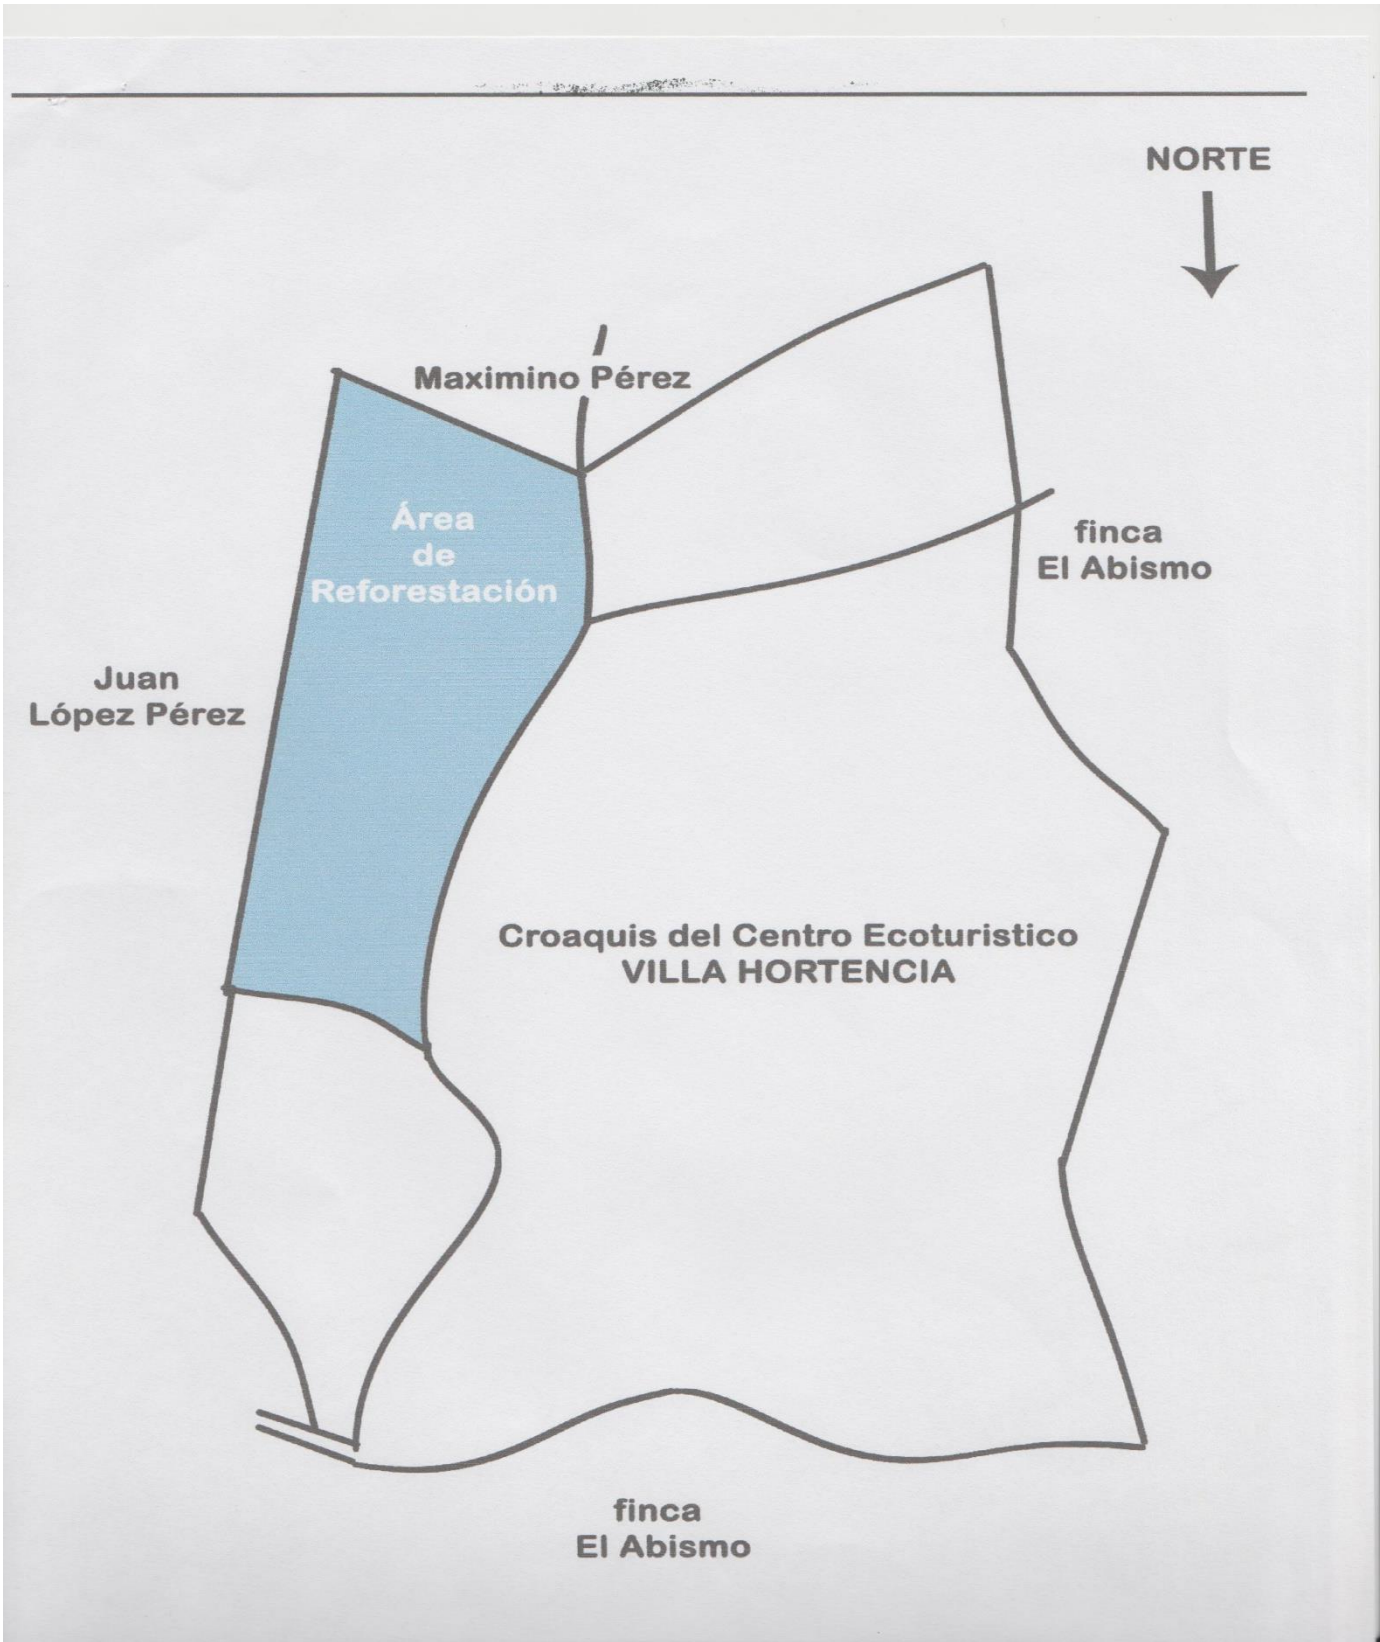 NORTE
Maximino Pérez
Área
de
Reforestación
finca
El Abismo
Juan
López Pérez
Croaquis del Centro Ecoturistico
VILLA HORTENCIA
finca
El Abismo